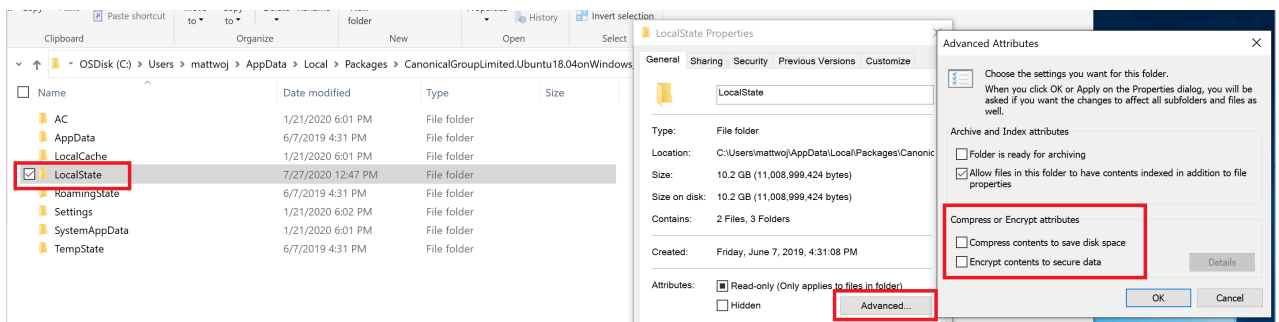 Paste shortcut
to to folder
History Invert selection
Clipboard Organize New Open Select
OSDisk (C:) > Users > mattwoj > AppData > Local > Packages > CanonicalGroupLimited.Ubuntu18.04onWindows
Name Date modified Type Size
AC 1/21/2020 6:01 PM File folder
AppData 6/7/2019 4:31 PM File folder
LocalCache 1/21/2020 6:01 PM File folder
LocalState 7/27/2020 12:47 PM File folder
RoamingState 6/7/2019 4:31 PM File folder
Settings 1/21/2020 6:02 PM File folder
SystemAppData 1/21/2020 6:01 PM File folder
TempState 6/7/2019 4:31 PM File folder
LocalState Properties
General Sharing Security Previous Versions Customize
LocalState
Type: File folder
Location: C:\Users\mattwoj\AppData\Local\Packages\Canonic
Size: 10.2 GB (11,008,999,424 bytes)
Size on disk: 10.2 GB (11,008,999,424 bytes)
Contains: 2 Files, 3 Folders
Created: Friday, June 7, 2019, 4:31:08 PM
Attributes: Read-only (Only applies to files in folder)
Hidden Advanced...
Advanced Attributes
Choose the settings you want for this folder.
When you click OK or Apply on the Properties dialog, you will be
asked if you want the changes to affect all subfolders and files as
well.
Archive and Index attributes
Folder is ready for archiving
Allow files in this folder to have contents indexed in addition to file
properties
Compress or Encrypt attributes
Compress contents to save disk space
Encrypt contents to secure data
Details
OK Cancel